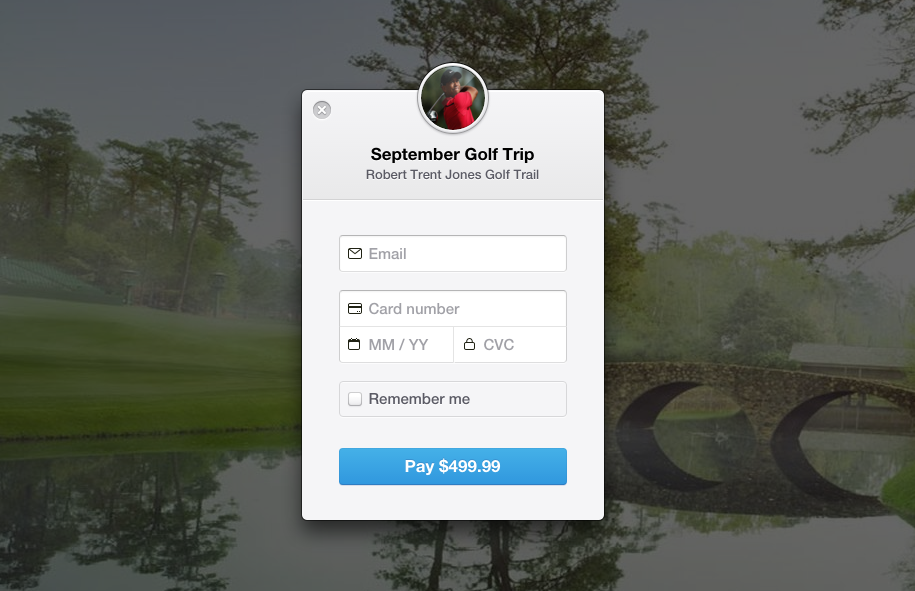 September Golf Trip
Robert Trent Jones Golf Trail
Email
Card number
MM / YY
CVC
Remember me
Pay $499.99